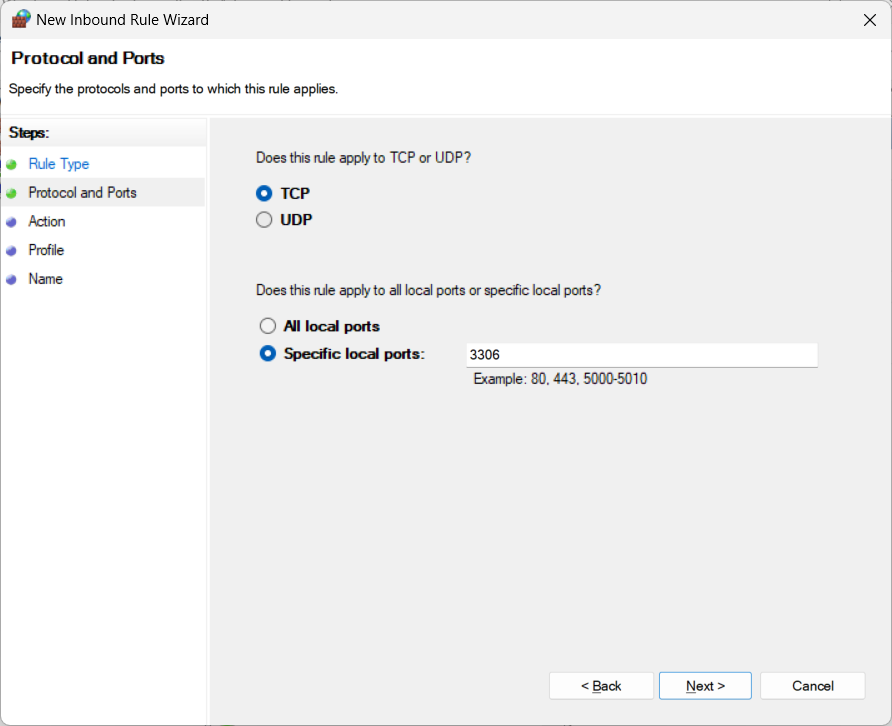 New Inbound Rule Wizard
Protocol and Ports
Specify the protocols and ports to which this rule applies.
Steps:
Rule Type
Protocol and Ports
Action
Profile
Name
Does this rule apply to TCP or UDP?
TCP
UDP
Does this rule apply to all local ports or specific local ports?
All local ports
Specific local ports: 3306
Example: 80, 443, 5000-5010
< Back Next > Cancel